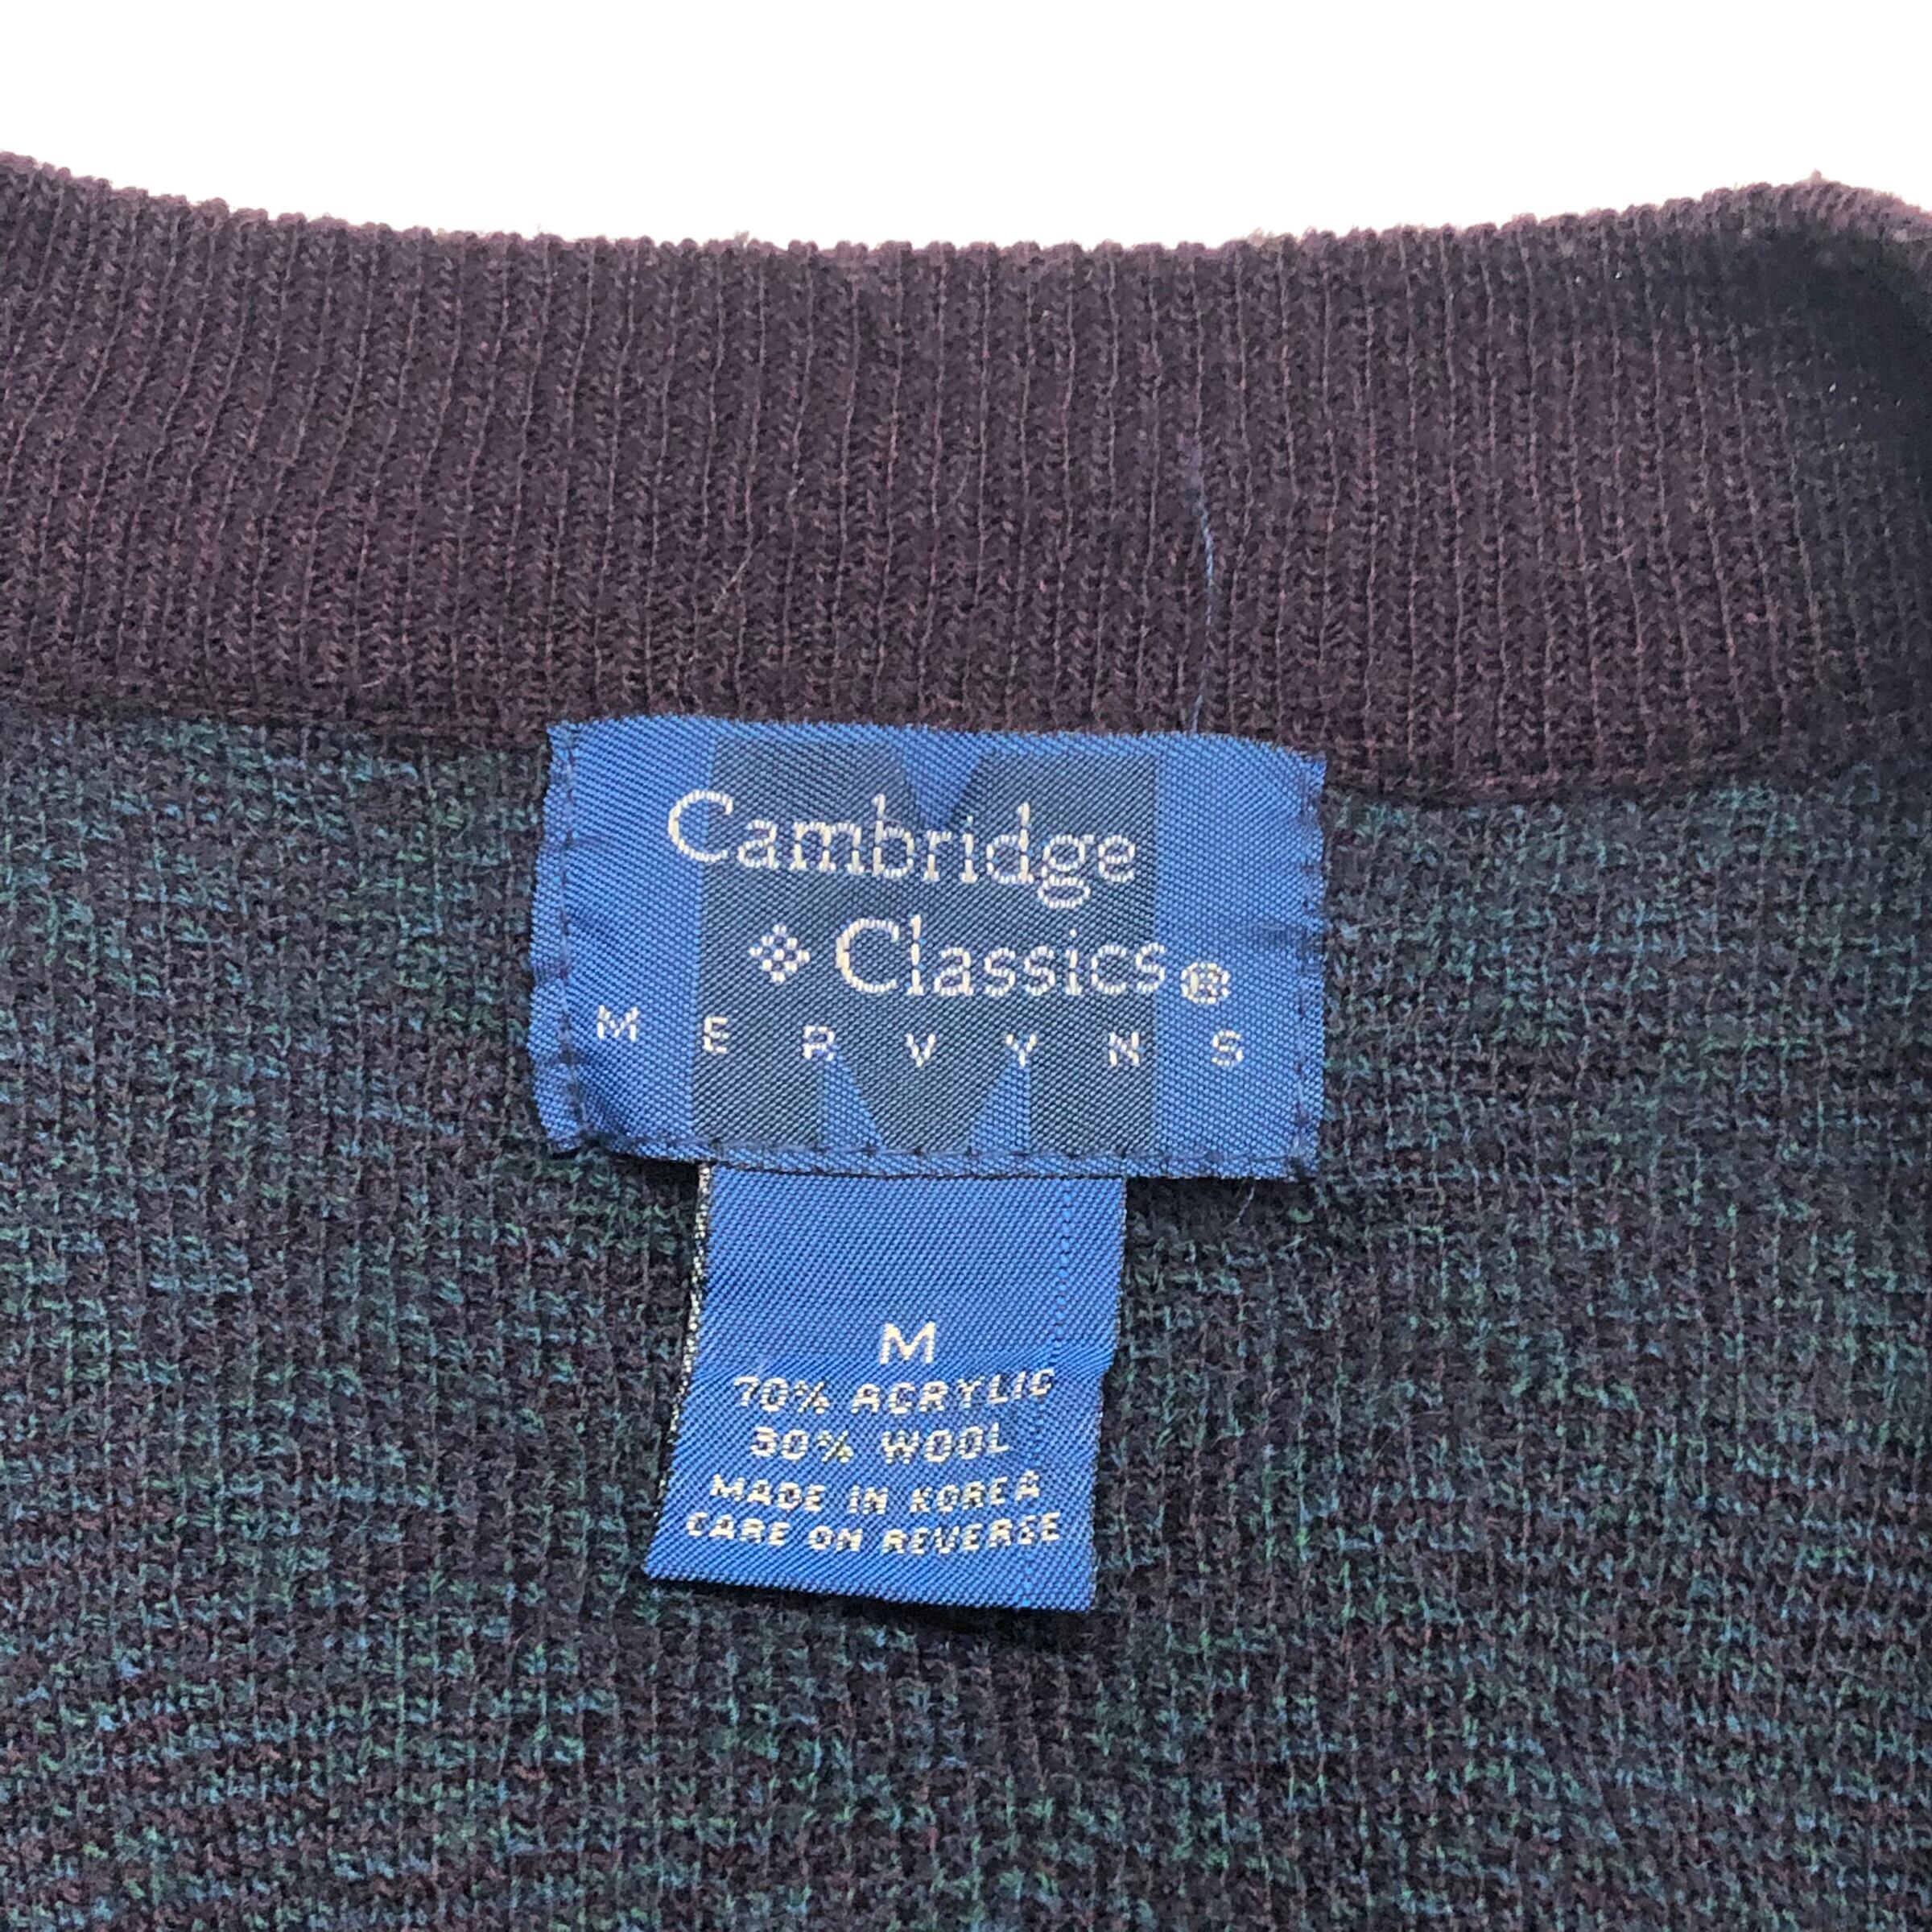 Cambridge
Classics®
MERVYNS
M
70% ACRYLIC
30% WOOL
MADE IN KOREA
CARE ON REVERSE